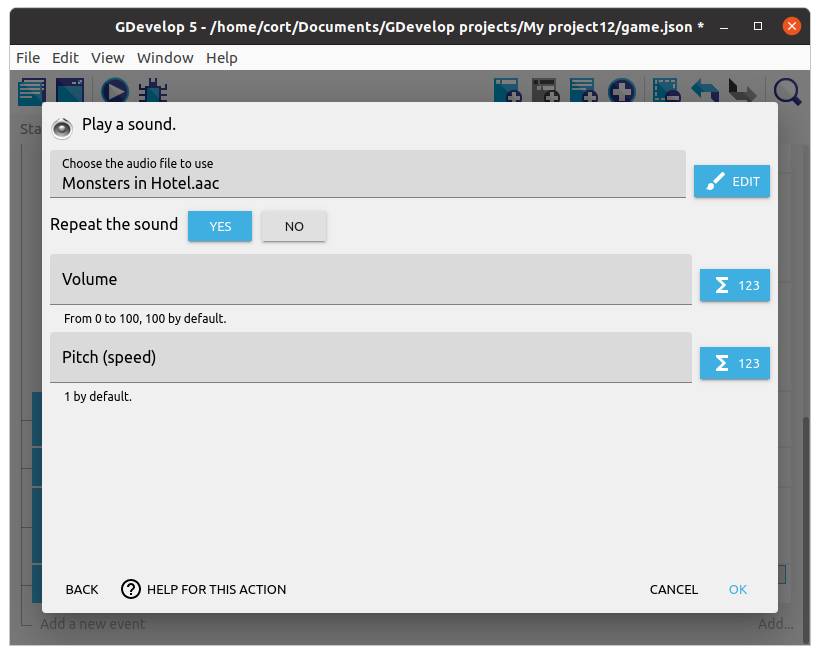 GDevelop 5 - /home/cort/Documents/GDevelop projects/My project12/game.json *
File Edit View Window Help
Sta
Play a sound.
Choose the audio file to use
Monsters in Hotel.aac
EDIT
Repeat the sound YES NO
Volume
Σ 123
From 0 to 100, 100 by default.
Pitch (speed)
Σ 123
1 by default.
BACK ? HELP FOR THIS ACTION CANCEL OK
Add a new event Add...